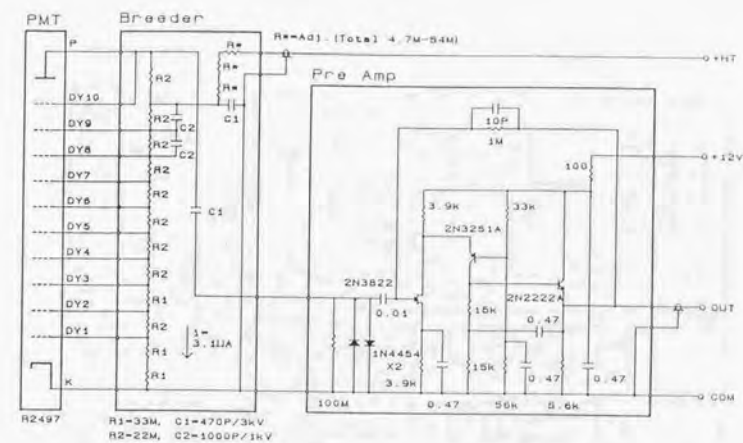 PMT
Breeder
P
R*
R*=Adj.(Total 4.7M-54M)
+HT
R2
R*
R*
Pre Amp
DY10
C1
10P
DY9
R2
C2
1M
DY8
R2
C2
+12V
100
DY7
R2
DY6
R2
C1
3.9k
33k
DY5
R2
2N3251A
DY4
R2
DY3
R2
2N3822
DY2
R1
0.01
15k
2N2222A
OUT
DY1
R2
I=
3.1UA
0.47
R1
1N4454
X2
15k
0.47
0.47
K
R1
3.9k
COM
R2497
100M
0.47
56k
5.6k
R1=33M, C1=470P/3kV
R2=22M, C2=1000P/1kV